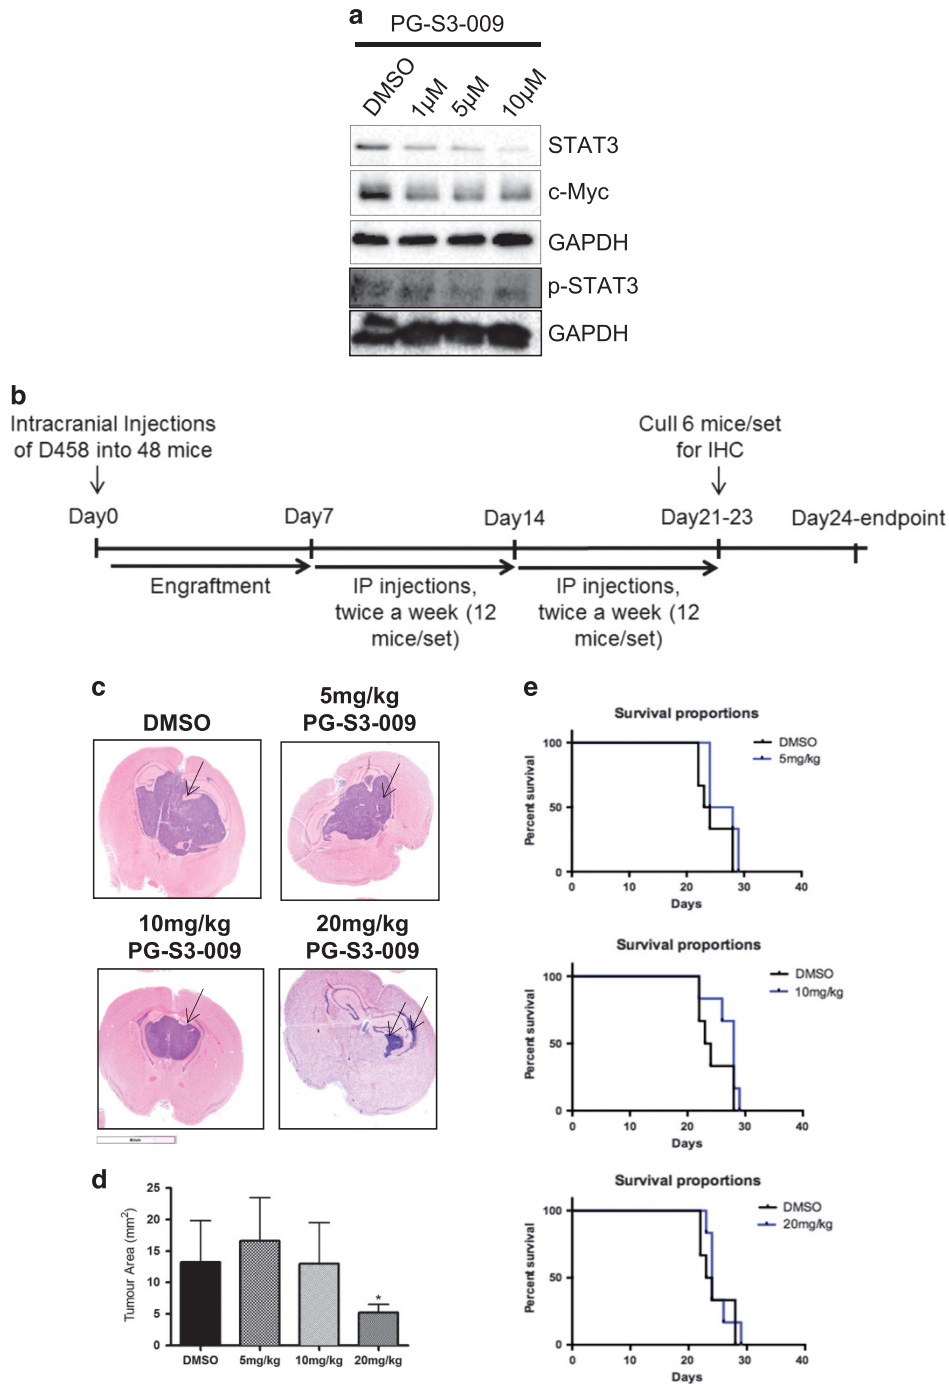 a
PG-S3-009
DMSO
1µM
5µM
10µM
STAT3
c-Myc
GAPDH
p-STAT3
GAPDH
b
Intracranial Injections
of D458 into 48 mice
Cull 6 mice/set
for IHC
Day0
Day7
Day14
Day21-23
Day24-endpoint
Engraftment
IP injections,
twice a week (12
mice/set)
IP injections,
twice a week (12
mice/set)
c
DMSO
5mg/kg
PG-S3-009
10mg/kg
PG-S3-009
20mg/kg
PG-S3-009
d
Tumour Area (mm²)
25
20
15
10
5
0
*
DMSO
5mg/kg
10mg/kg
20mg/kg
e
Survival proportions
DMSO
5mg/kg
Percent survival
100
50
0
0
10
20
30
40
Days
Survival proportions
DMSO
10mg/kg
Percent survival
100
50
0
0
10
20
30
40
Days
Survival proportions
DMSO
20mg/kg
Percent survival
100
50
0
0
10
20
30
40
Days